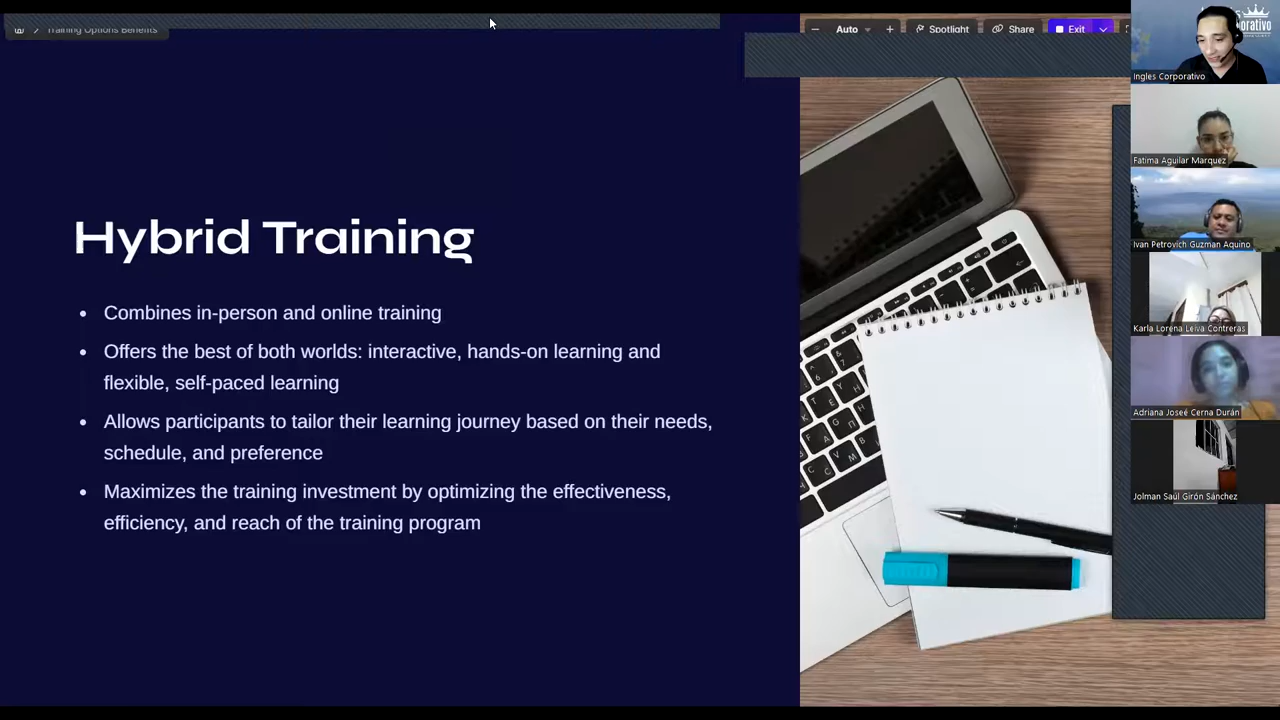 Training Options Benefits
Auto
Spotlight
Share
Exit
orativo
Ingles Corporativo
Fatima Aguilar Marquez
Ivan Petrovich Guzman Aquino
Karla Lorena Leiva Contreras
Adriana Joseé Cerna Durán
Jolman Saúl Girón Sánchez
Hybrid Training
• Combines in-person and online training
• Offers the best of both worlds: interactive, hands-on learning and
flexible, self-paced learning
• Allows participants to tailor their learning journey based on their needs,
schedule, and preference
• Maximizes the training investment by optimizing the effectiveness,
efficiency, and reach of the training program